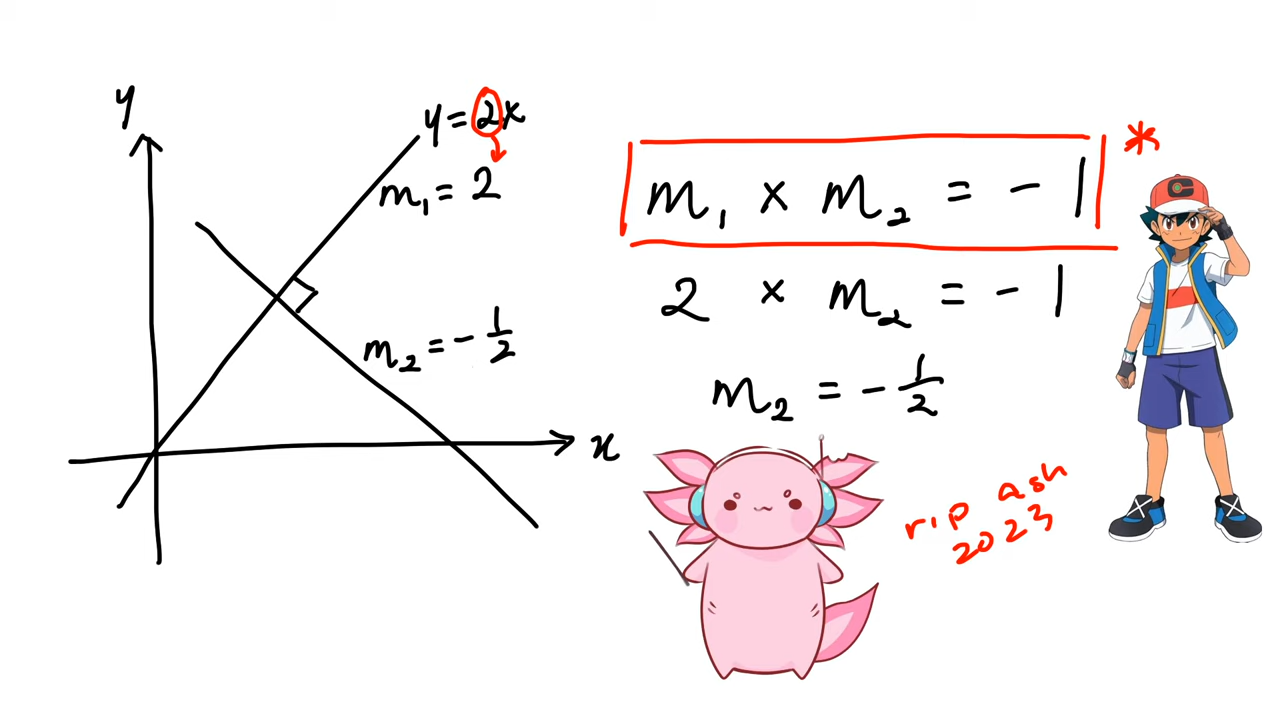 y
y = 2x
m₁ = 2
m₂ = - 1/2
x
m₁ × m₂ = - 1 *
2 × m₂ = - 1
m₂ = - 1/2
rip ash
2023